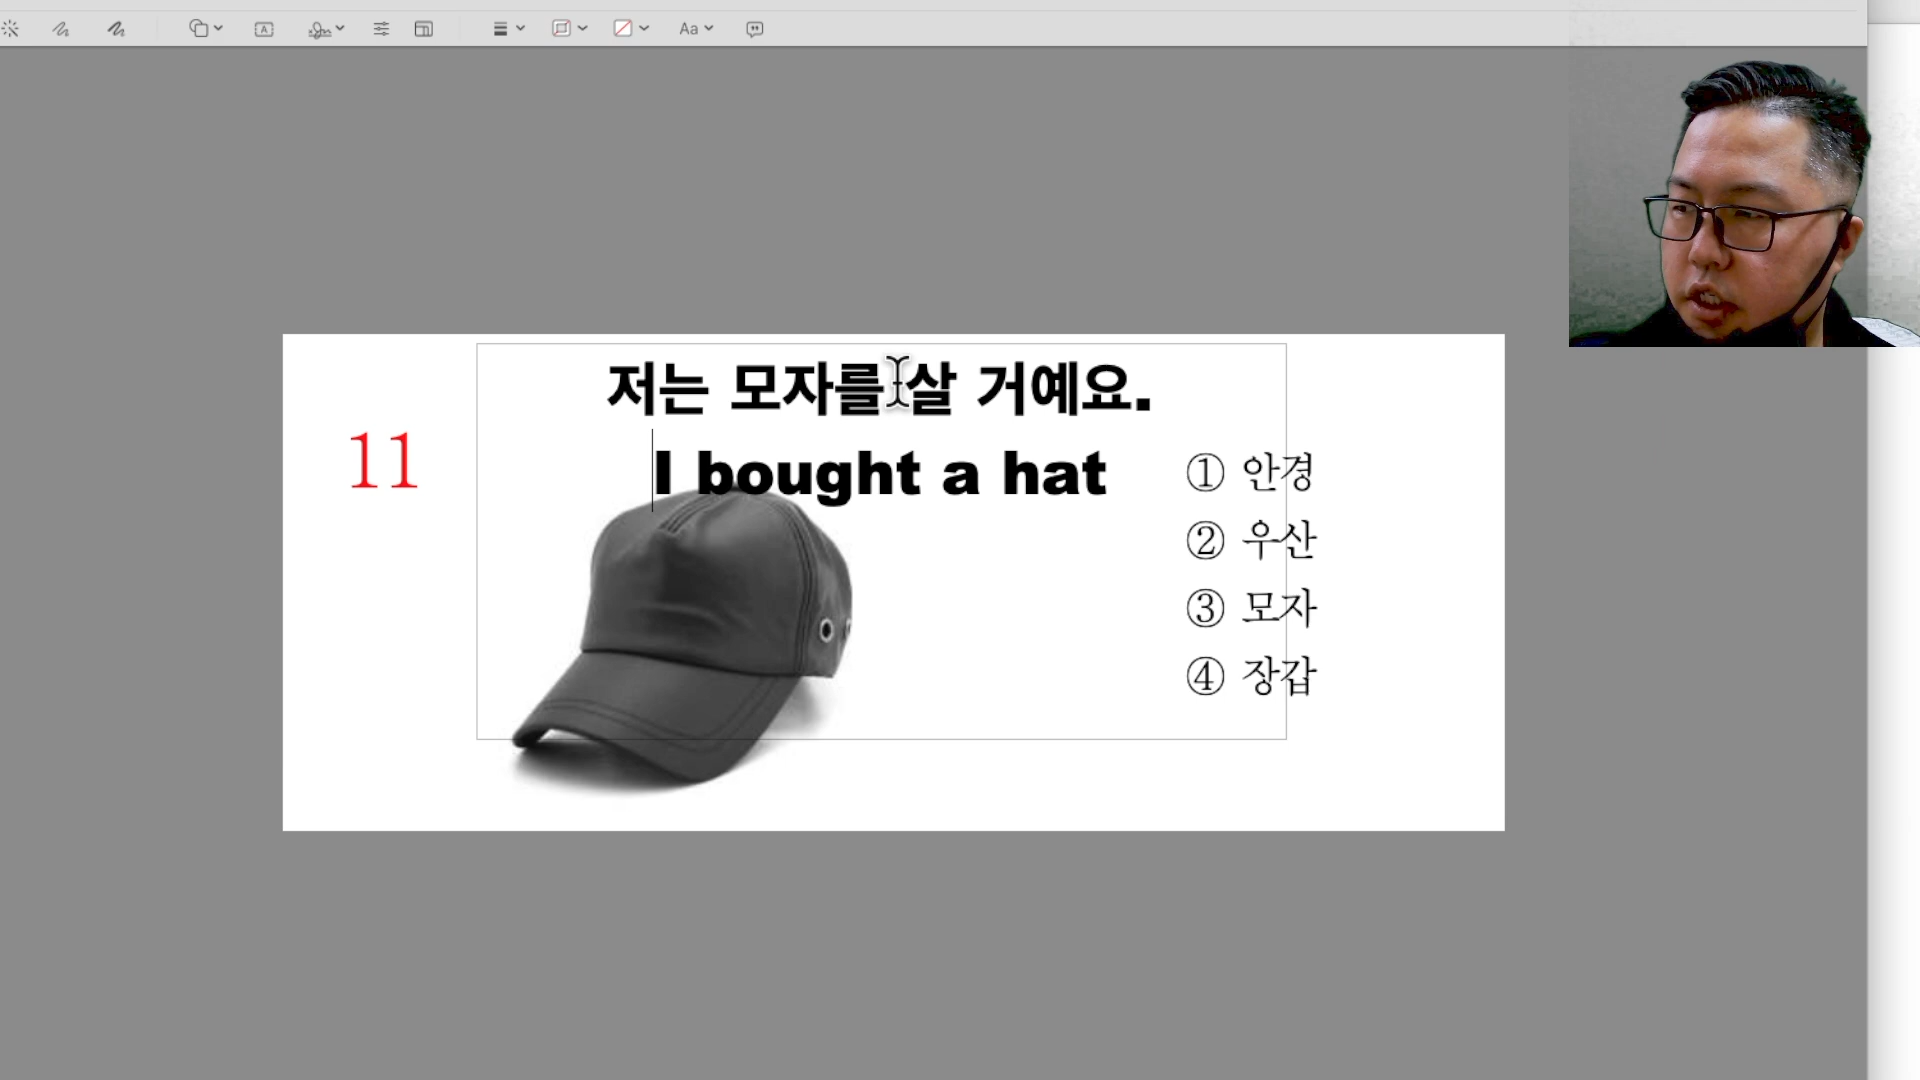 Aa
저는 모자를 살 거예요.
I bought a hat
11
① 안경
② 우산
③ 모자
④ 장갑